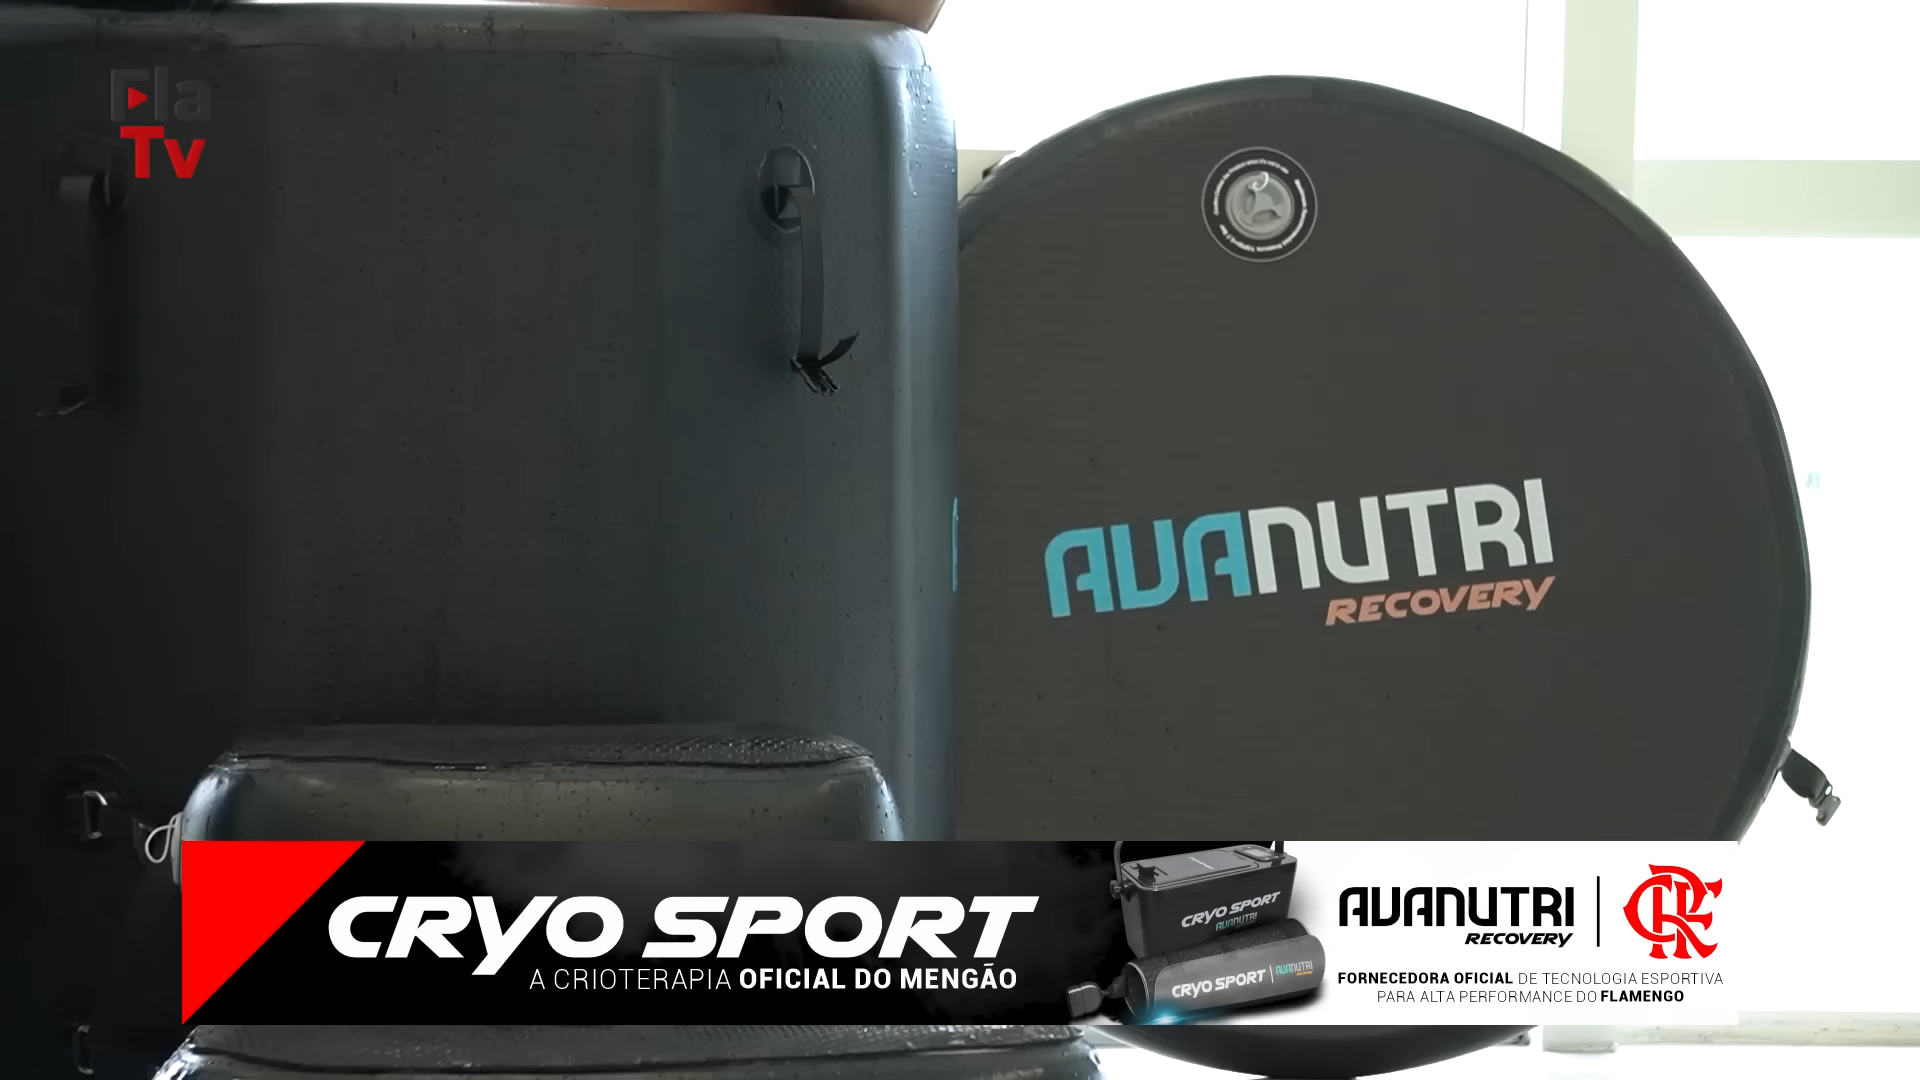 Fla
Tv
AVANUTRI
RECOVERY
CRYO SPORT
A CRIOTERAPIA OFICIAL DO MENGÃO
CRYO SPORT
AVANUTRI
CRYO SPORT | AVANUTRI
AVANUTRI
RECOVERY
CRF
FORNECEDORA OFICIAL DE TECNOLOGIA ESPORTIVA
PARA ALTA PERFORMANCE DO FLAMENGO